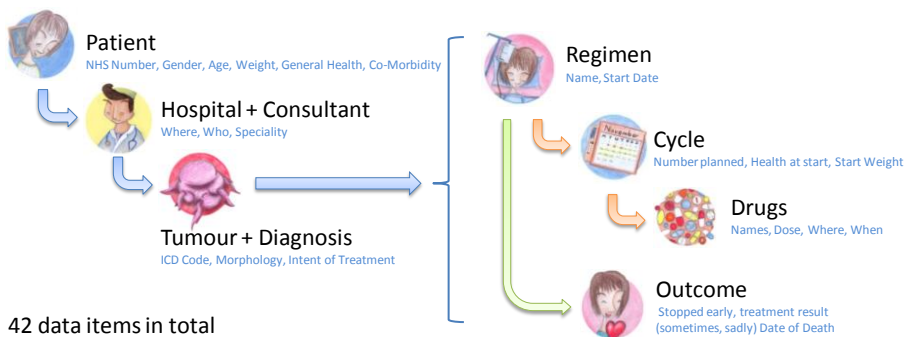 Patient
NHS Number, Gender, Age, Weight, General Health, Co-Morbidity
Hospital + Consultant
Where, Who, Speciality
Tumour + Diagnosis
ICD Code, Morphology, Intent of Treatment
42 data items in total
Regimen
Name, Start Date
November
Cycle
Number planned, Health at start, Start Weight
Drugs
Names, Dose, Where, When
Outcome
Stopped early, treatment result
(sometimes, sadly) Date of Death